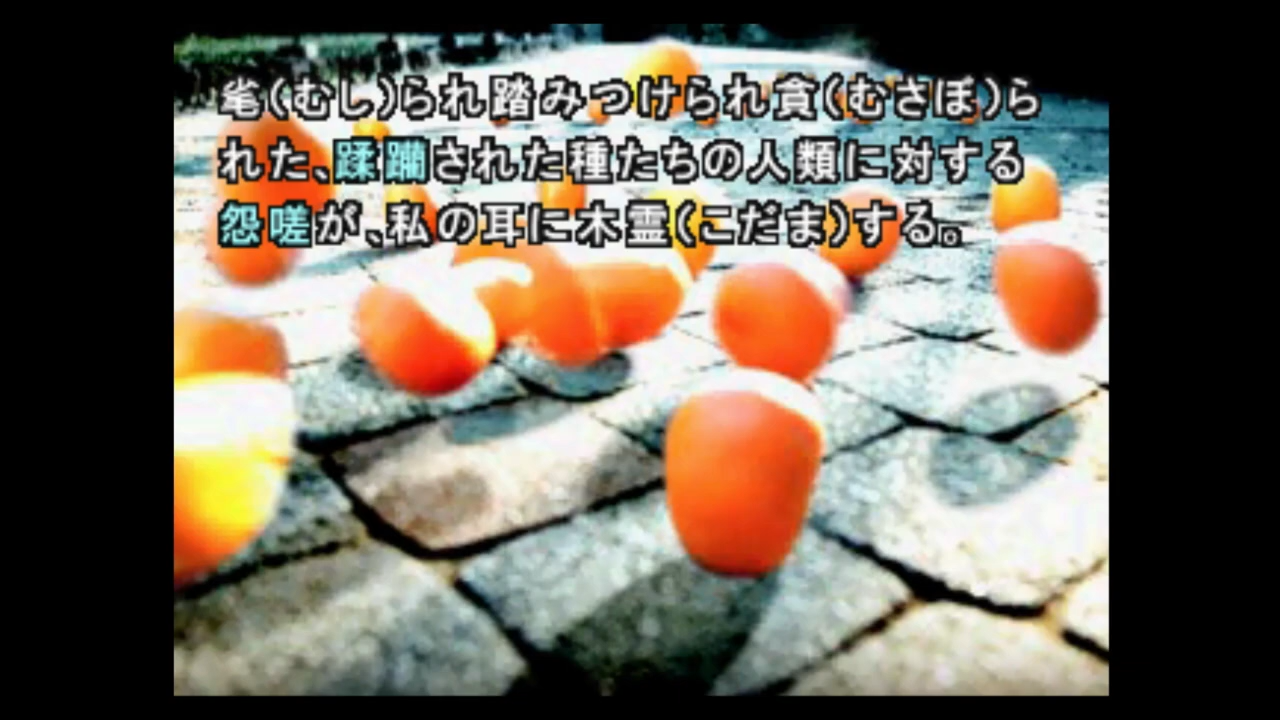 毟(むし)られ踏みつけられ貪(むさぼ)ら
れた、蹂躙された種たちの人類に対する
怨嗟が、私の耳に木霊(こだま)する。